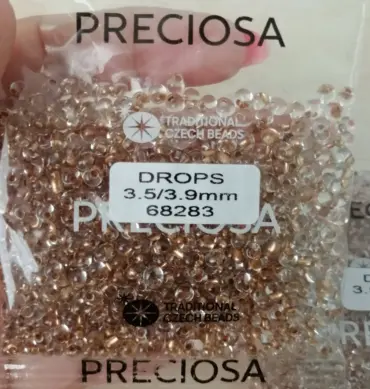 PRECIOSA
TRADITIONAL
CZECH BEADS
DROPS
3.5/3.9mm
68283
PRECIOSA
TRADITIONAL
CZECH BEADS
PRECIOSA